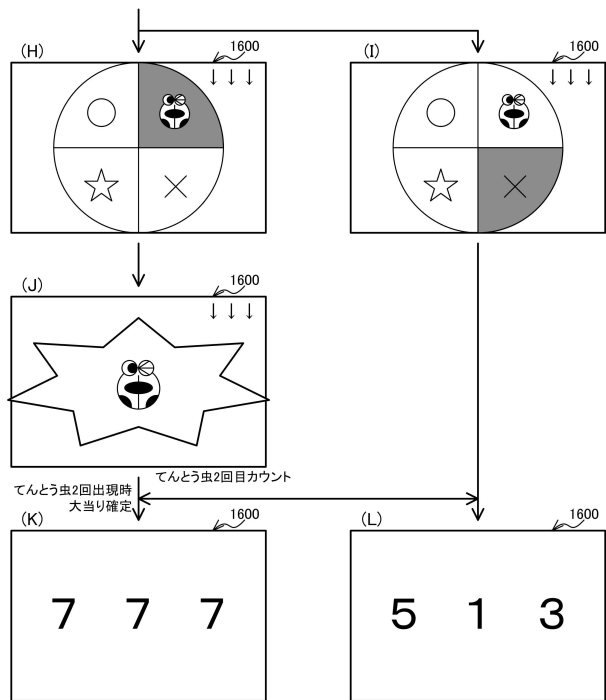 (H) 1600
↓ ↓ ↓
(I) 1600
↓ ↓ ↓
(J) 1600
↓ ↓ ↓
てんとう虫2回目カウント
てんとう虫2回出現時
大当り確定
(K) 1600
7 7 7
(L) 1600
5 1 3